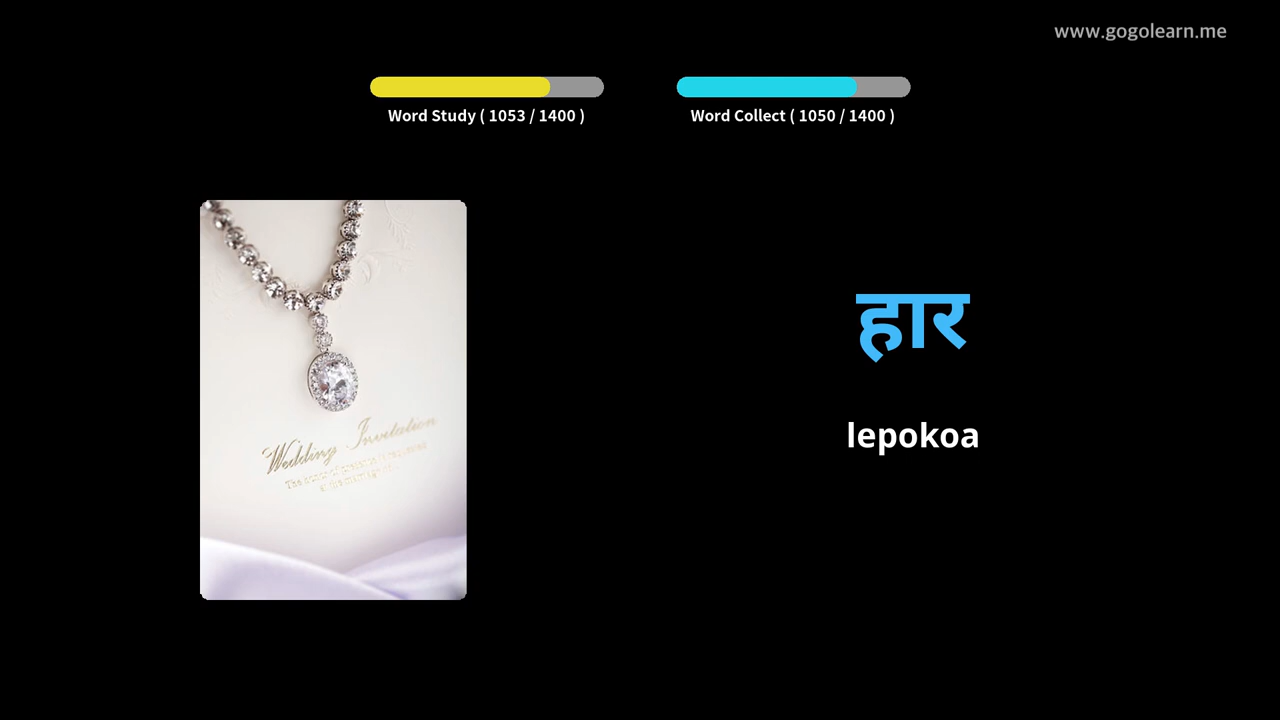 www.gogolearn.me
Word Study ( 1053 / 1400 )
Word Collect ( 1050 / 1400 )
Wedding Invitation
हार
lepokoa